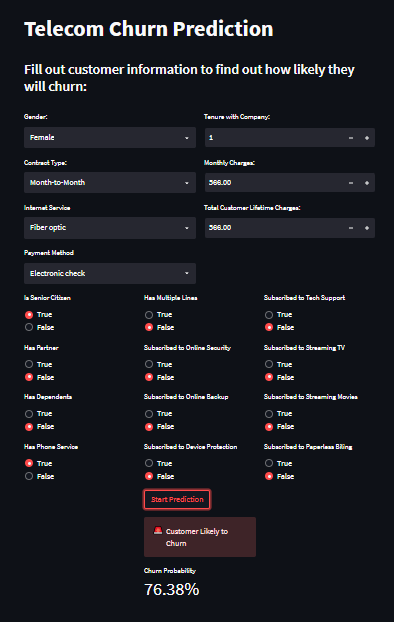 Telecom Churn Prediction
Fill out customer information to find out how likely they
will churn:
Gender:
Female
Tenure with Company:
1
Contract Type:
Month-to-Month
Monthly Charges:
366.00
Internet Service
Fiber optic
Total Customer Lifetime Charges:
366.00
Payment Method
Electronic check
Is Senior Citizen
True
False
Has Multiple Lines
True
False
Subscribed to Tech Support
True
False
Has Partner
True
False
Subscribed to Online Security
True
False
Subscribed to Streaming TV
True
False
Has Dependents
True
False
Subscribed to Online Backup
True
False
Subscribed to Streaming Movies
True
False
Has Phone Service
True
False
Subscribed to Device Protection
True
False
Subscribed to Paperless Biling
True
False
Start Prediction
Customer Likely to
Churn
Churn Probability
76.38%